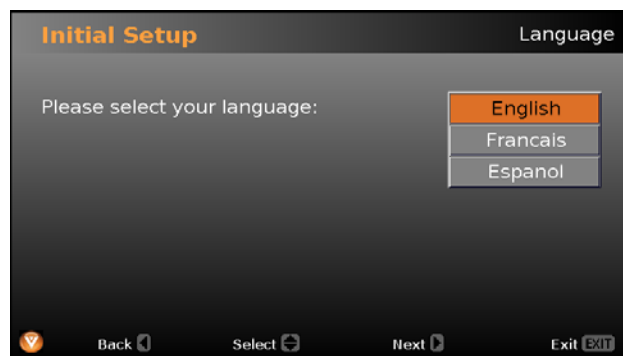 Initial Setup Language
Please select your language:
English
Francais
Espanol
Back Select Next Exit EXIT